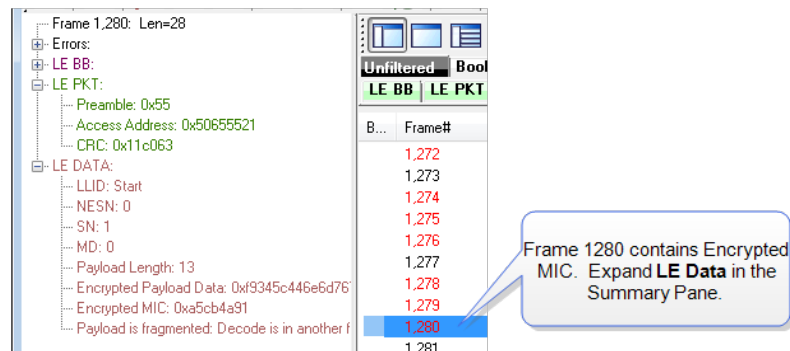 Frame 1,280: Len=28
Errors:
LE BB:
LE PKT:
Preamble: 0x55
Access Address: 0x50655521
CRC: 0x11c063
LE DATA:
LLID: Start
NESN: 0
SN: 1
MD: 0
Payload Length: 13
Encrypted Payload Data: 0xf9345c446e6d76
Encrypted MIC: 0xa5cb4a91
Payload is fragmented: Decode is in another f
Unfiltered Bool
LE BB LE PKT
B... Frame#
1,272
1,273
1,274
1,275
1,276
1,277
1,278
1,279
1,280
1,281
Frame 1280 contains Encrypted
MIC. Expand LE Data in the
Summary Pane.